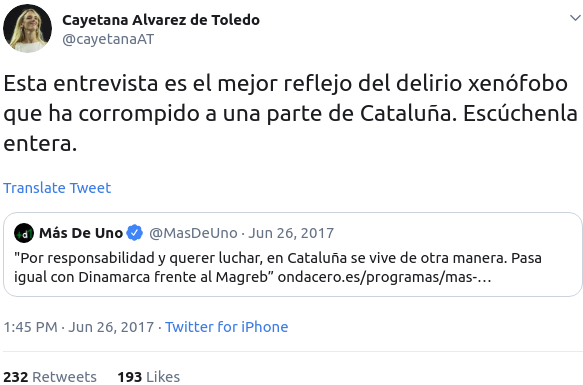 Cayetana Alvarez de Toledo
@cayetanaAT
Esta entrevista es el mejor reflejo del delirio xenófobo
que ha corrompido a una parte de Cataluña. Escúchenla
entera.
Translate Tweet
Más De Uno @MasDeUno · Jun 26, 2017
"Por responsabilidad y querer luchar, en Cataluña se vive de otra manera. Pasa
igual con Dinamarca frente al Magreb” ondacero.es/programas/mas-…
1:45 PM · Jun 26, 2017 · Twitter for iPhone
232 Retweets 193 Likes